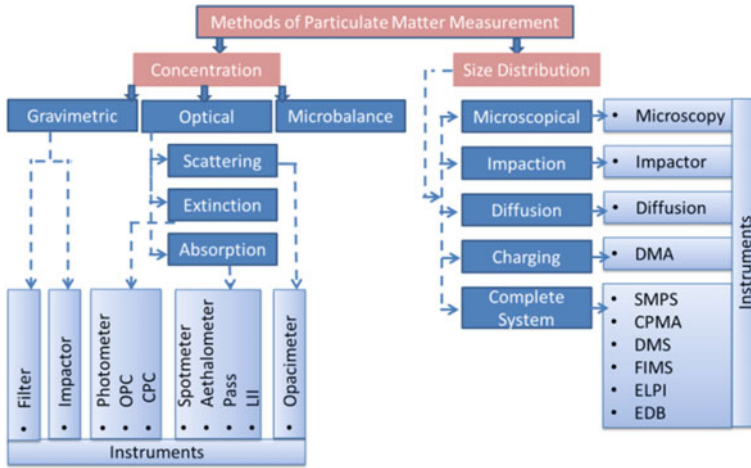 Methods of Particulate Matter Measurement
Concentration
Size Distribution
Gravimetric
Optical
Microbalance
Scattering
Extinction
Absorption
• Filter
• Impactor
• Photometer
• OPC
• CPC
• Spotmeter
• Aethalometer
• Pass
• LII
• Opacimeter
Instruments
Microscopical
• Microscopy
Impaction
• Impactor
Diffusion
• Diffusion
Charging
• DMA
Complete
System
• SMPS
• CPMA
• DMS
• FIMS
• ELPI
• EDB
Instruments